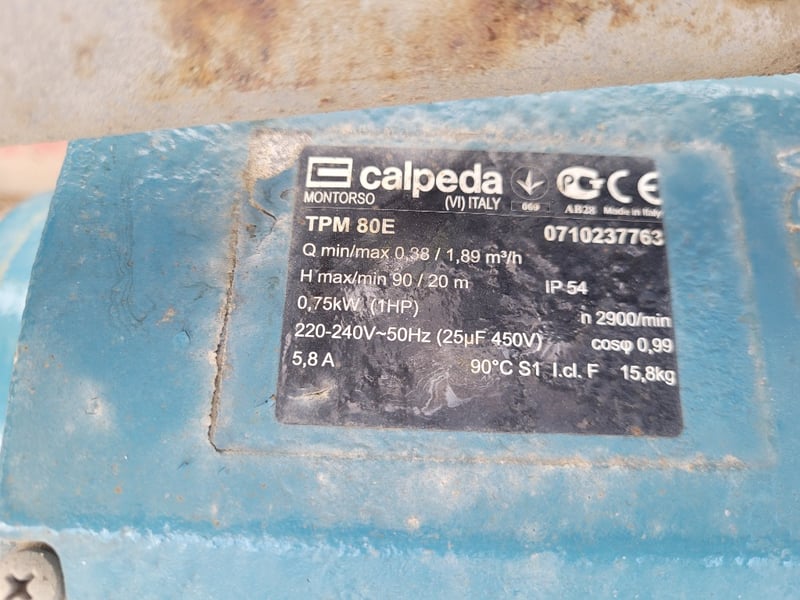 calpeda
MONTORSO (VI) ITALY
669 AB28 Made in Italy
TPM 80E 0710237763
Q min/max 0,38 / 1,89 m³/h
H max/min 90 / 20 m IP 54
0,75kW (1HP) n 2900/min
220-240V~50Hz (25µF 450V) cosφ 0,99
5,8 A 90°C S1 I.cl. F 15,8kg